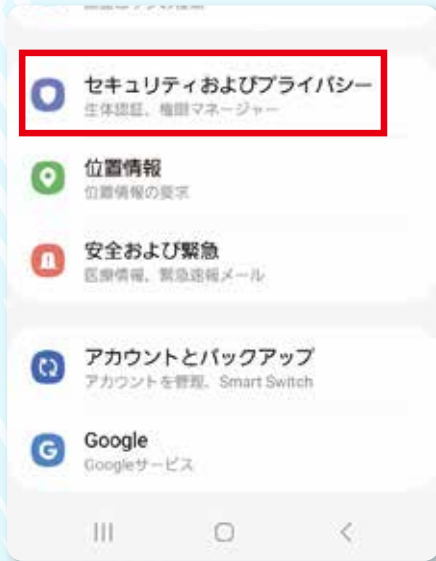 セキュリティおよびプライバシー
生体認証、権限マネージャー
位置情報
位置情報の要求
安全および緊急
医療情報、緊急速報メール
アカウントとバックアップ
アカウントを管理、Smart Switch
Google
Googleサービス